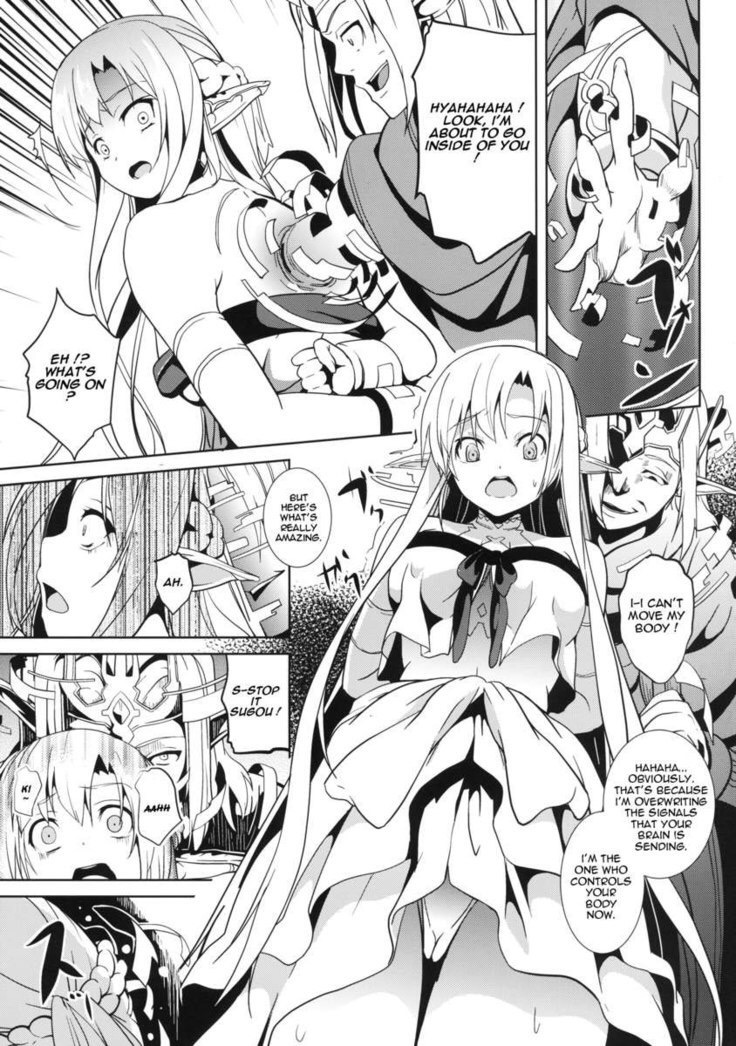 HYAHAHAHA!
LOOK, I'M
ABOUT TO GO
INSIDE OF YOU
!
EH!?
WHAT'S
GOING ON
?
BUT
HERE'S
WHAT'S
REALLY
AMAZING.
AH.
I-I CAN'T
MOVE MY
BODY!
S-STOP
IT
SUGOU!
KI
AAHH
HAHAHA...
OBVIOUSLY.
THAT'S BECAUSE
I'M OVERWRITING
THE SIGNALS
THAT YOUR
BRAIN IS
SENDING.
I'M THE
ONE WHO
CONTROLS
YOUR BODY
NOW.